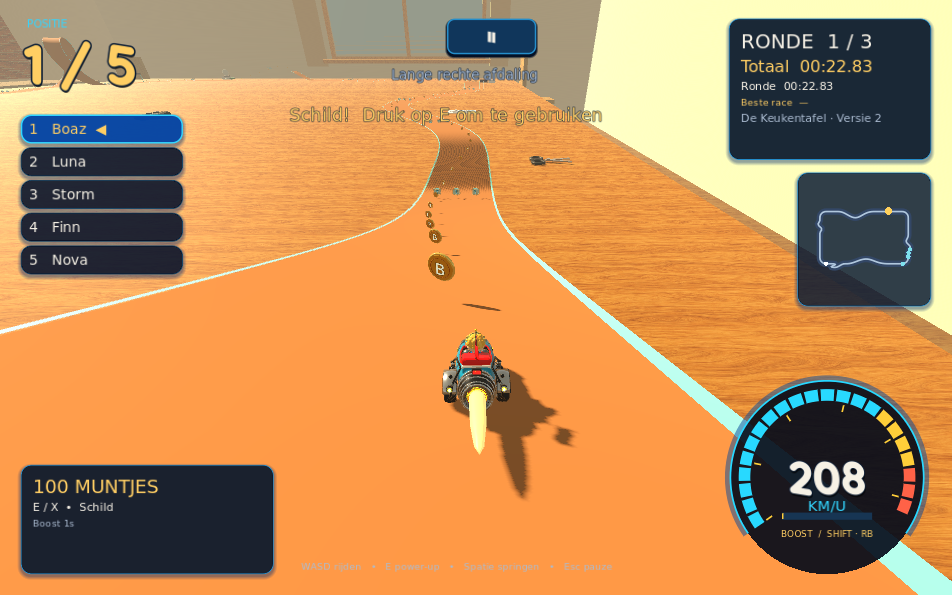 POSITIE
1/5
1 Boaz ◀
2 Luna
3 Storm
4 Finn
5 Nova
Lange rechte afdaling
Schild! Druk op E om te gebruiken
RONDE 1 / 3
Totaal 00:22.83
Ronde 00:22.83
Beste race —
De Keukentafel · Versie 2
B
B
100 MUNTJES
E / X • Schild
Boost 1s
208
KM/U
BOOST / SHIFT · RB